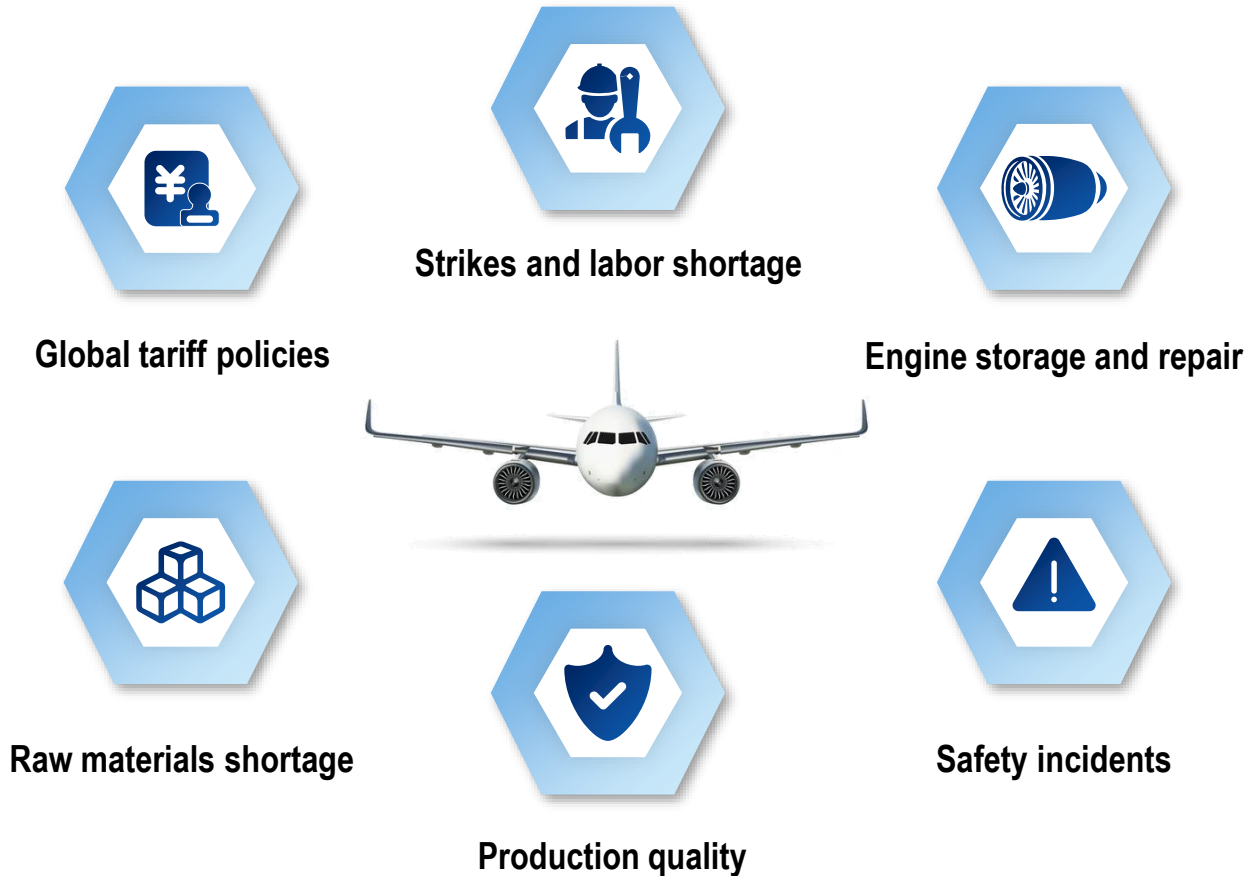 Strikes and labor shortage
Global tariff policies
Engine storage and repair
Raw materials shortage
Safety incidents
Production quality